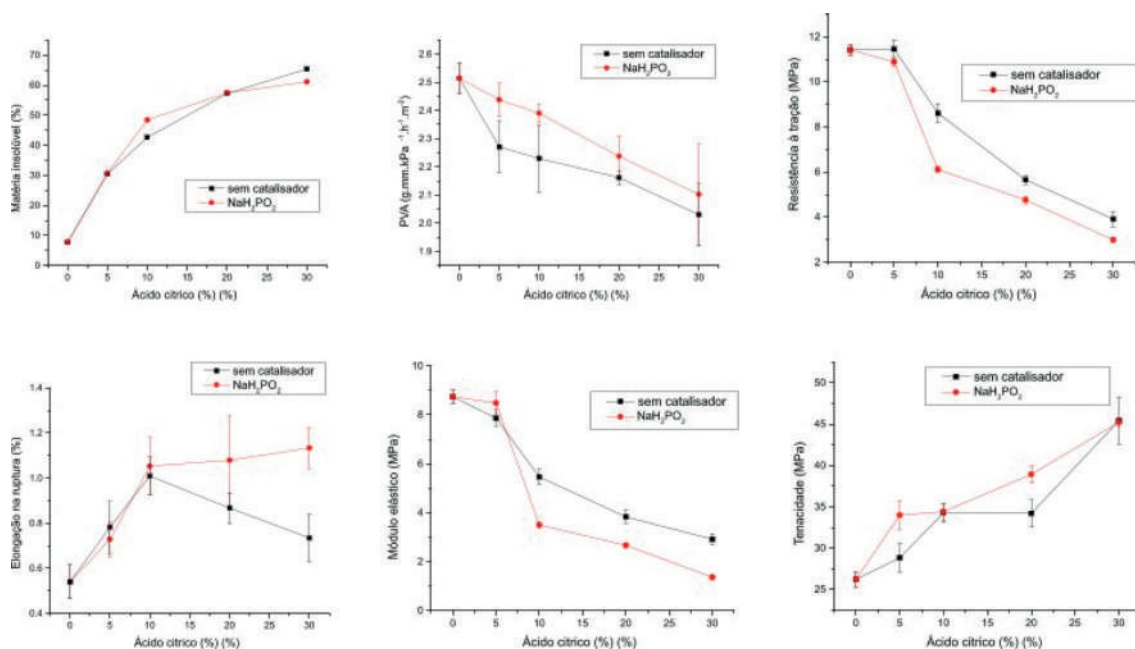 Matéria insolúvel (%)
70
60
50
40
30
20
10
0
sem catalisador
NaH₂PO₂
0 5 10 15 20 25 30
Ácido cítrico (%) (%)
PVA (g.mm.kPa ⁻¹.h⁻¹.m⁻²)
2.6
2.5
2.4
2.3
2.2
2.1
2.0
1.9
sem catalisador
NaH₂PO₂
0 5 10 15 20 25 30
Ácido cítrico (%) (%)
Resistência à tração (MPa)
12
10
8
6
4
2
sem catalisador
NaH₂PO₂
0 5 10 15 20 25 30
Ácido cítrico (%) (%)
Elongação na ruptura (%)
sem catalisador
NaH₂PO₂
1.4
1.2
1.0
0.8
0.6
0.4
0 5 10 15 20 25 30
Ácido cítrico (%) (%)
Módulo elástico (MPa)
10
8
6
4
2
0
sem catalisador
NaH₂PO₂
0 5 10 15 20 25 30
Ácido cítrico (%) (%)
Tenacidade (MPa)
50
45
40
35
30
25
sem catalisador
NaH₂PO₂
0 5 10 15 20 25 30
Ácido cítrico (%) (%)